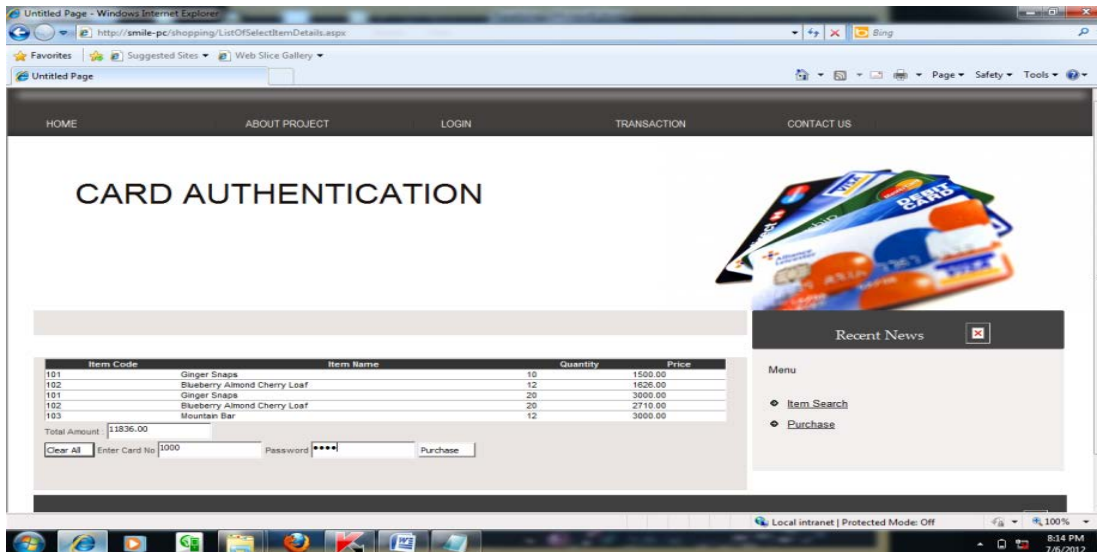 Untitled Page - Windows Internet Explorer
http://smile-pc/shopping/ListOfSelectItemDetails.aspx
Bing
Favorites Suggested Sites Web Slice Gallery
Untitled Page Page Safety Tools
HOME ABOUT PROJECT LOGIN TRANSACTION CONTACT US
CARD AUTHENTICATION
VISA
DEBIT
CARD
Alliance
Leicester
Recent News
Item Code Item Name Quantity Price
101 Ginger Snaps 10 1500.00
102 Blueberry Almond Cherry Loaf 12 1626.00
101 Ginger Snaps 20 3000.00
102 Blueberry Almond Cherry Loaf 20 2710.00
103 Mountain Bar 12 3000.00
Total Amount : 11836.00
Clear All Enter Card No 1000 Password •••• Purchase
Menu
Item Search
Purchase
Local intranet | Protected Mode: Off 100%
8:14 PM
7/6/2012